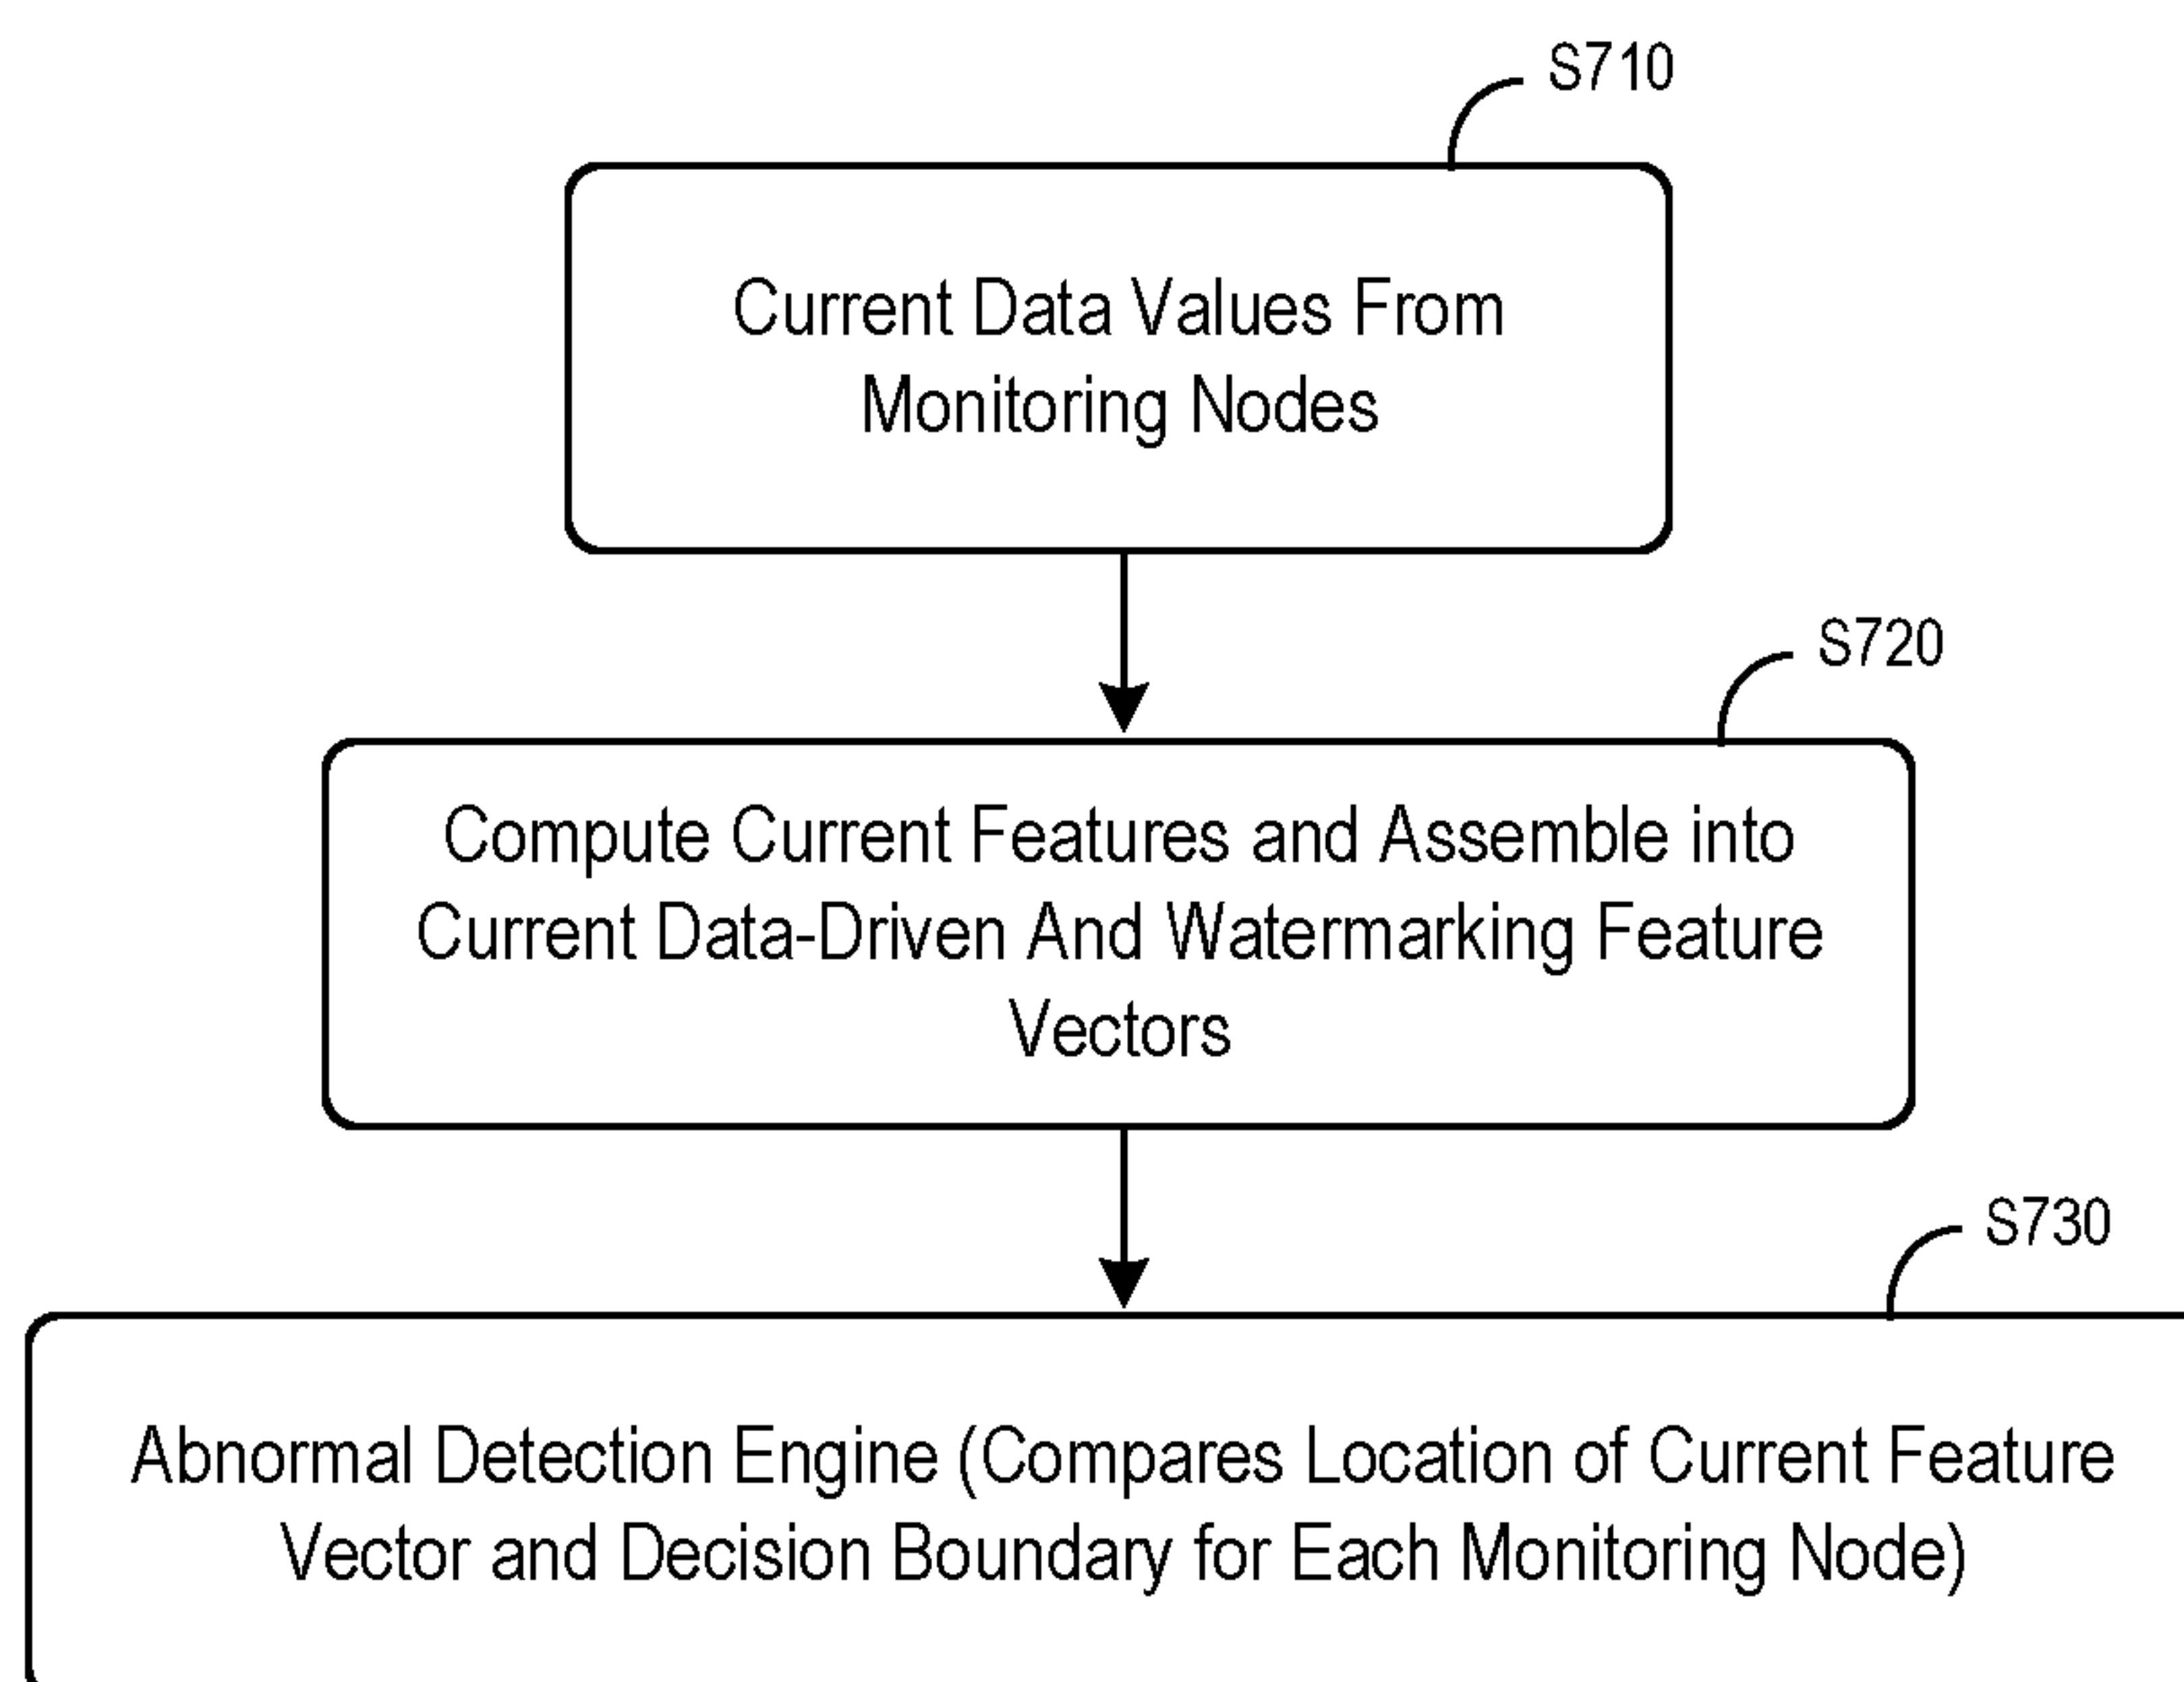 S710
Current Data Values From
Monitoring Nodes
S720
Compute Current Features and Assemble into
Current Data-Driven And Watermarking Feature
Vectors
S730
Abnormal Detection Engine (Compares Location of Current Feature
Vector and Decision Boundary for Each Monitoring Node)